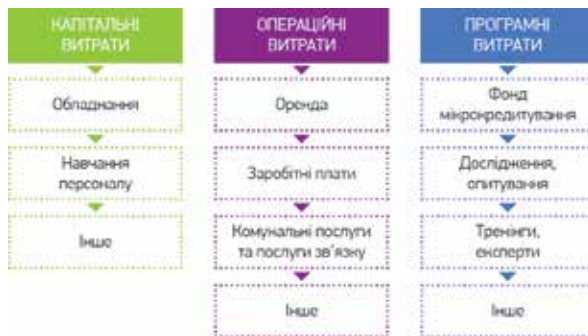 КАПІТАЛЬНІ
ВИТРАТИ
Обладнання
Навчання
персоналу
Інше
ОПЕРАЦІЙНІ
ВИТРАТИ
Оренда
Заробітні плати
Комунальні послуги
та послуги зв’язку
Інше
ПРОГРАМНІ
ВИТРАТИ
Фонд
мікрокредитування
Дослідження,
опитування
Тренінги,
експерти
Інше